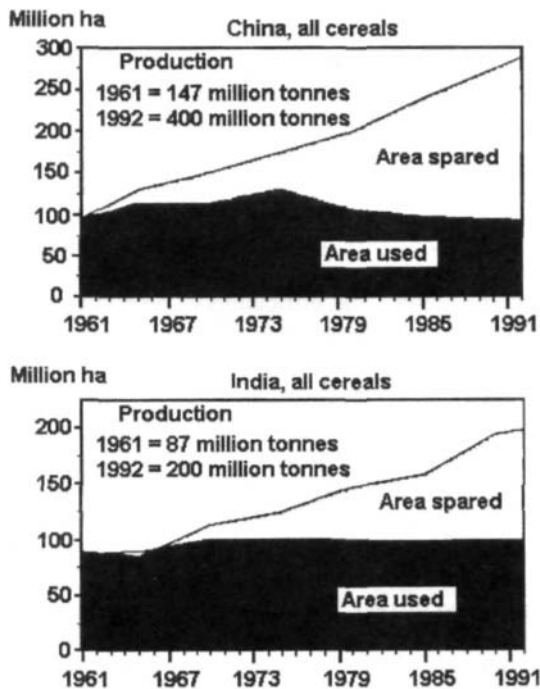 Million ha
China, all cereals
300
Production
250
1961 = 147 million tonnes
200
1992 = 400 million tonnes
150
Area spared
100
50
Area used
0
1961 1967 1973 1979 1985 1991
Million ha
India, all cereals
Production
200
1961 = 87 million tonnes
1992 = 200 million tonnes
150
Area spared
100
50
Area used
0
1961 1967 1973 1979 1985 1991